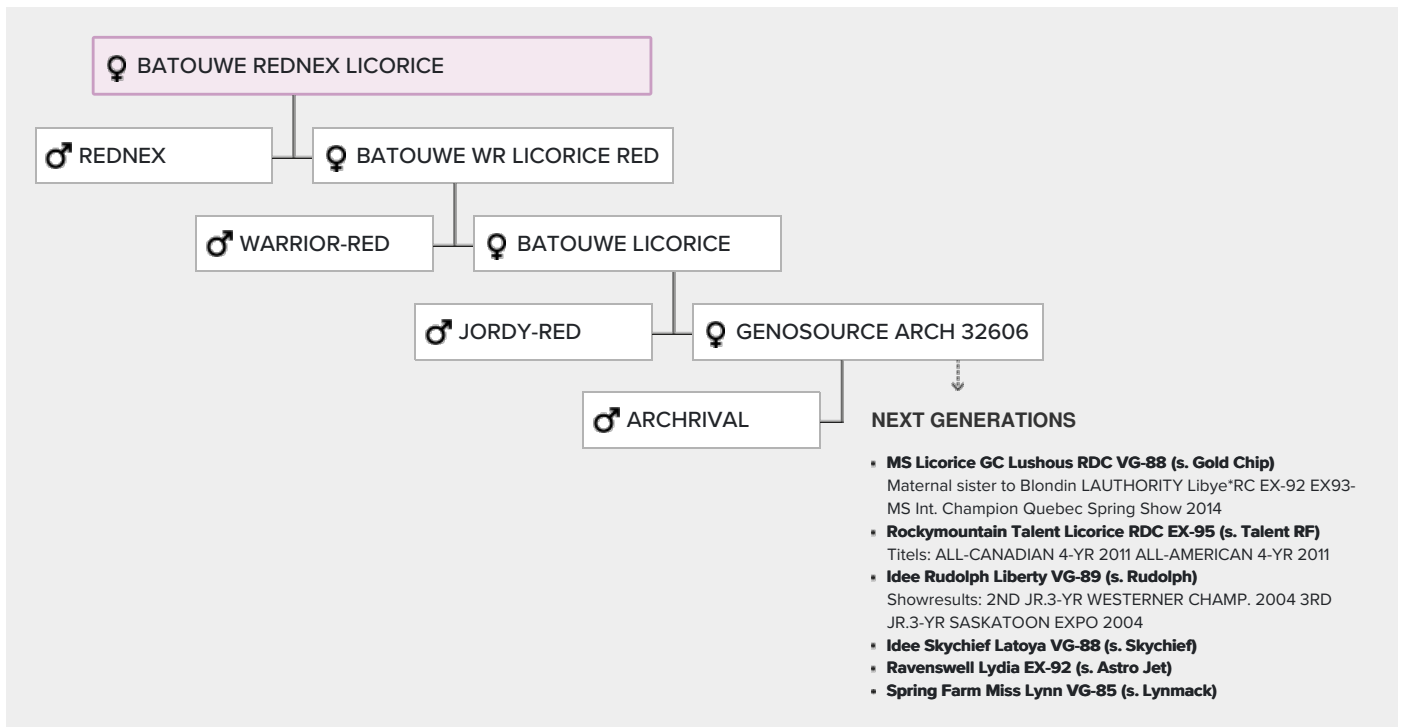 BATOUWE REDNEX LICORICE
REDNEX
BATOUWE WR LICORICE RED
WARRIOR-RED
BATOUWE LICORICE
JORDY-RED
GENOSOURCE ARCH 32606
ARCHRIVAL
NEXT GENERATIONS
MS Licorice GC Lushous RDC VG-88 (s. Gold Chip)
Maternal sister to Blondin LAUTHORITY Libye*RC EX-92 EX93-
MS Int. Champion Quebec Spring Show 2014
Rockymountain Talent Licorice RDC EX-95 (s. Talent RF)
Titels: ALL-CANADIAN 4-YR 2011 ALL-AMERICAN 4-YR 2011
Idee Rudolph Liberty VG-89 (s. Rudolph)
Showresults: 2ND JR.3-YR WESTERNER CHAMP. 2004 3RD
JR.3-YR SASKATOON EXPO 2004
Idee Skychief Latoya VG-88 (s. Skychief)
Ravenswell Lydia EX-92 (s. Astro Jet)
Spring Farm Miss Lynn VG-85 (s. Lynmack)